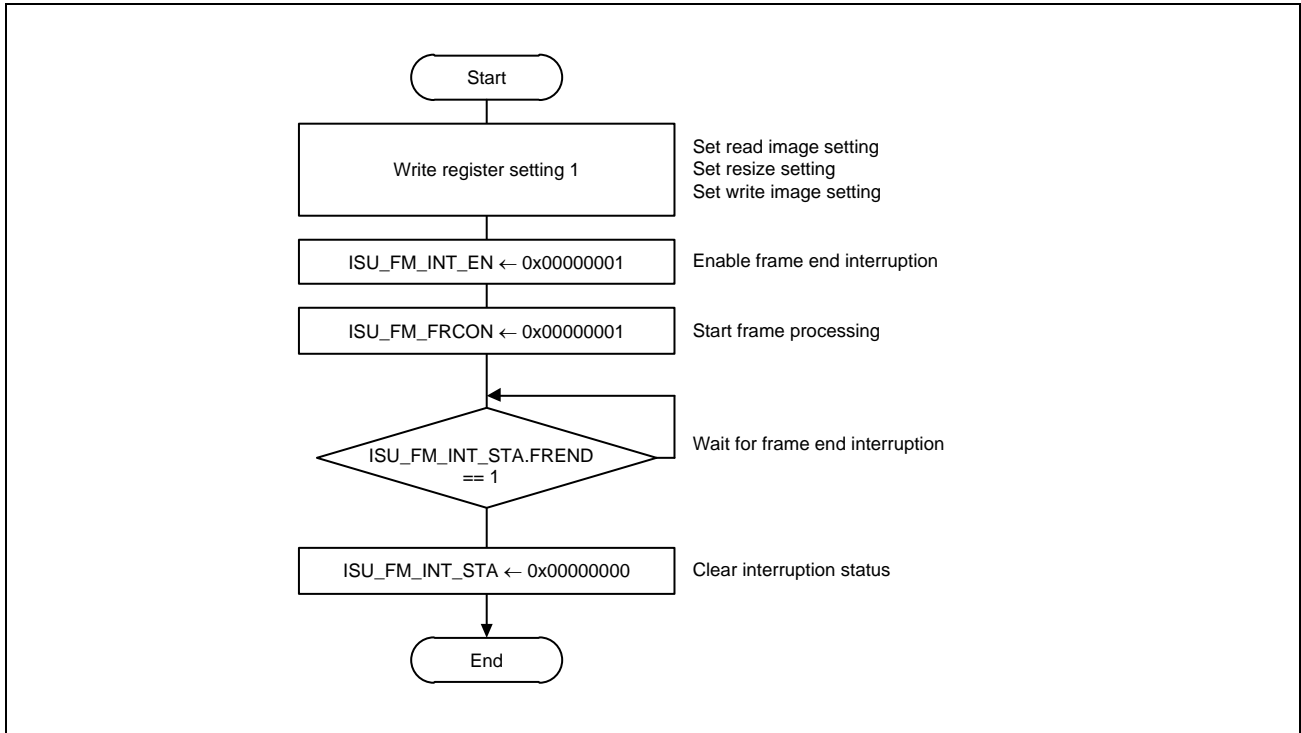 Start
Write register setting 1
Set read image setting
Set resize setting
Set write image setting
ISU_FM_INT_EN ← 0x00000001
Enable frame end interruption
ISU_FM_FRCON ← 0x00000001
Start frame processing
ISU_FM_INT_STA.FREND
== 1
Wait for frame end interruption
ISU_FM_INT_STA ← 0x00000000
Clear interruption status
End